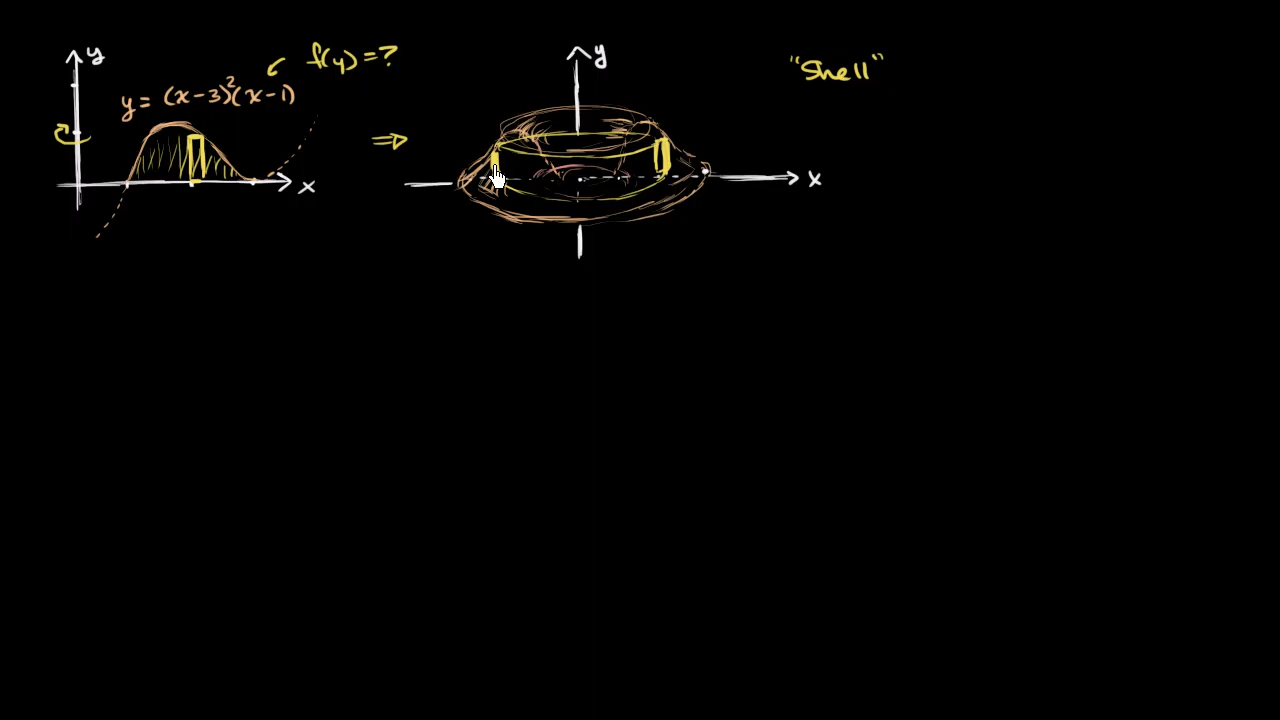 y
f(y) = ?
y = (x-3)²(x-1)
x
y
x
"Shell"